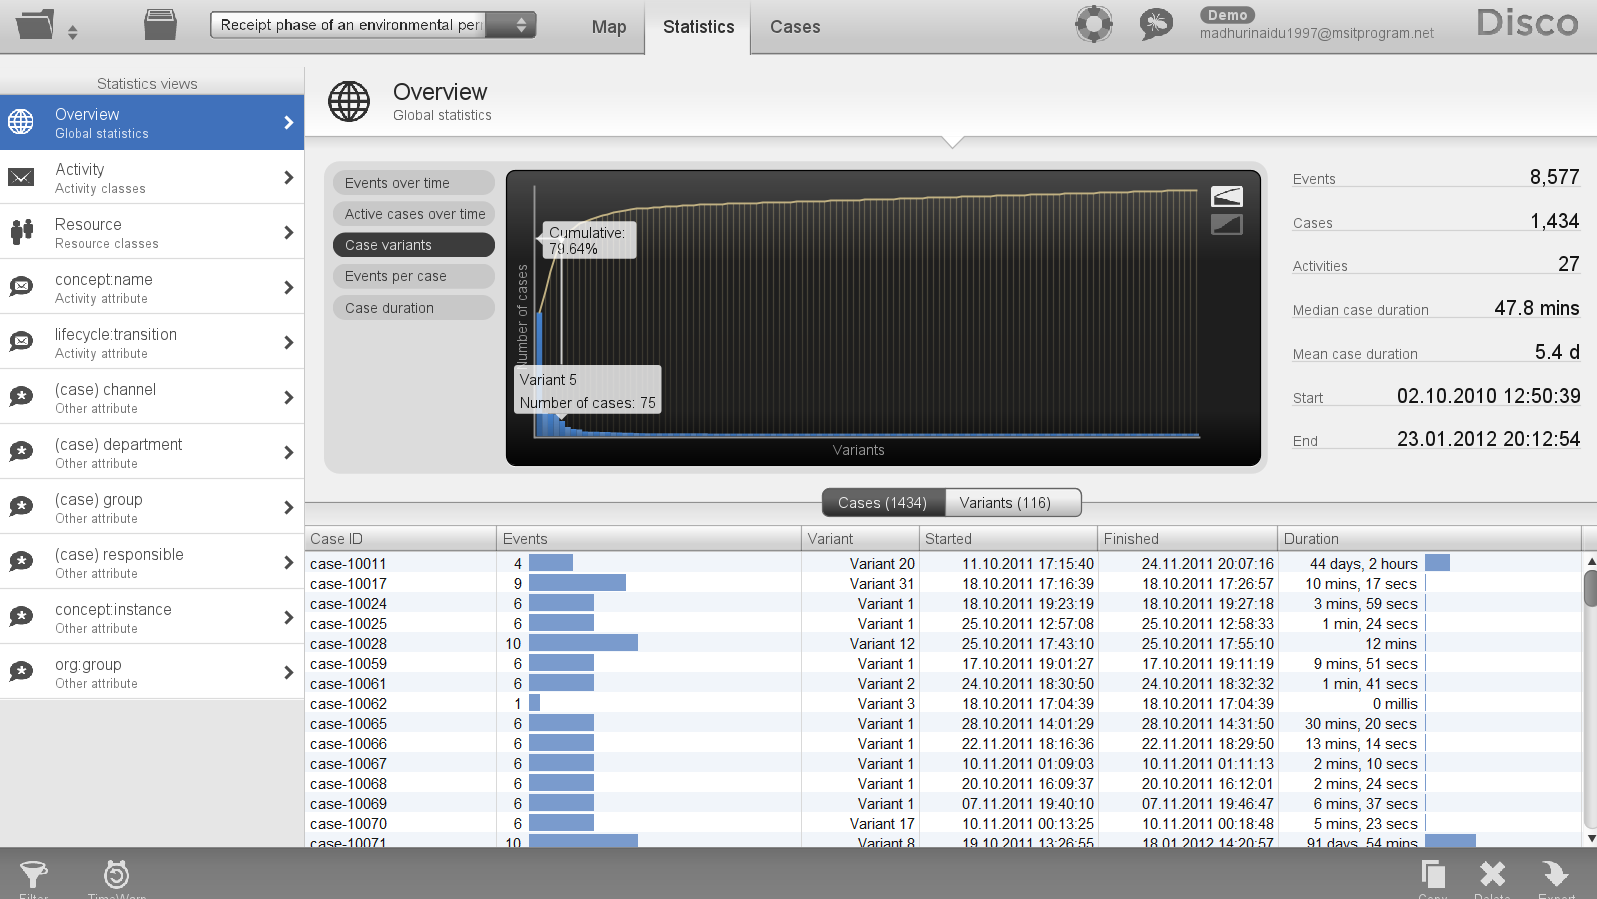 Receipt phase of an environmental per
Map
Statistics
Cases
Demo
madhurinaidu1997@msitprogram.net
Disco
Statistics views
Overview
Global statistics
Activity
Activity classes
Resource
Resource classes
concept:name
Activity attribute
lifecycle:transition
Activity attribute
(case) channel
Other attribute
(case) department
Other attribute
(case) group
Other attribute
(case) responsible
Other attribute
concept:instance
Other attribute
org:group
Other attribute
Overview
Global statistics
Events over time
Active cases over time
Case variants
Events per case
Case duration
Number of cases
Cumulative:
79.64%
Variant 5
Number of cases: 75
Variants
Events 8,577
Cases 1,434
Activities 27
Median case duration 47.8 mins
Mean case duration 5.4 d
Start 02.10.2010 12:50:39
End 23.01.2012 20:12:54
Cases (1434) Variants (116)
Case ID Events Variant Started Finished Duration
case-10011 4 Variant 20 11.10.2011 17:15:40 24.11.2011 20:07:16 44 days, 2 hours
case-10017 9 Variant 31 18.10.2011 17:16:39 18.10.2011 17:26:57 10 mins, 17 secs
case-10024 6 Variant 1 18.10.2011 19:23:19 18.10.2011 19:27:18 3 mins, 59 secs
case-10025 6 Variant 1 25.10.2011 12:57:08 25.10.2011 12:58:33 1 min, 24 secs
case-10028 10 Variant 12 25.10.2011 17:43:10 25.10.2011 17:55:10 12 mins
case-10059 6 Variant 1 17.10.2011 19:01:27 17.10.2011 19:11:19 9 mins, 51 secs
case-10061 6 Variant 2 24.10.2011 18:30:50 24.10.2011 18:32:32 1 min, 41 secs
case-10062 1 Variant 3 18.10.2011 17:04:39 18.10.2011 17:04:39 0 millis
case-10065 6 Variant 1 28.10.2011 14:01:29 28.10.2011 14:31:50 30 mins, 20 secs
case-10066 6 Variant 1 22.11.2011 18:16:36 22.11.2011 18:29:50 13 mins, 14 secs
case-10067 6 Variant 1 10.11.2011 01:09:03 10.11.2011 01:11:13 2 mins, 10 secs
case-10068 6 Variant 1 20.10.2011 16:09:37 20.10.2011 16:12:01 2 mins, 24 secs
case-10069 6 Variant 1 07.11.2011 19:40:10 07.11.2011 19:46:47 6 mins, 37 secs
case-10070 6 Variant 17 10.11.2011 00:13:25 10.11.2011 00:18:48 5 mins, 23 secs
case-10071 10 Variant 8 19.10.2011 13:26:55 18.01.2012 14:20:57 91 days, 54 mins
Filter TimeWarp Copy Delete Export